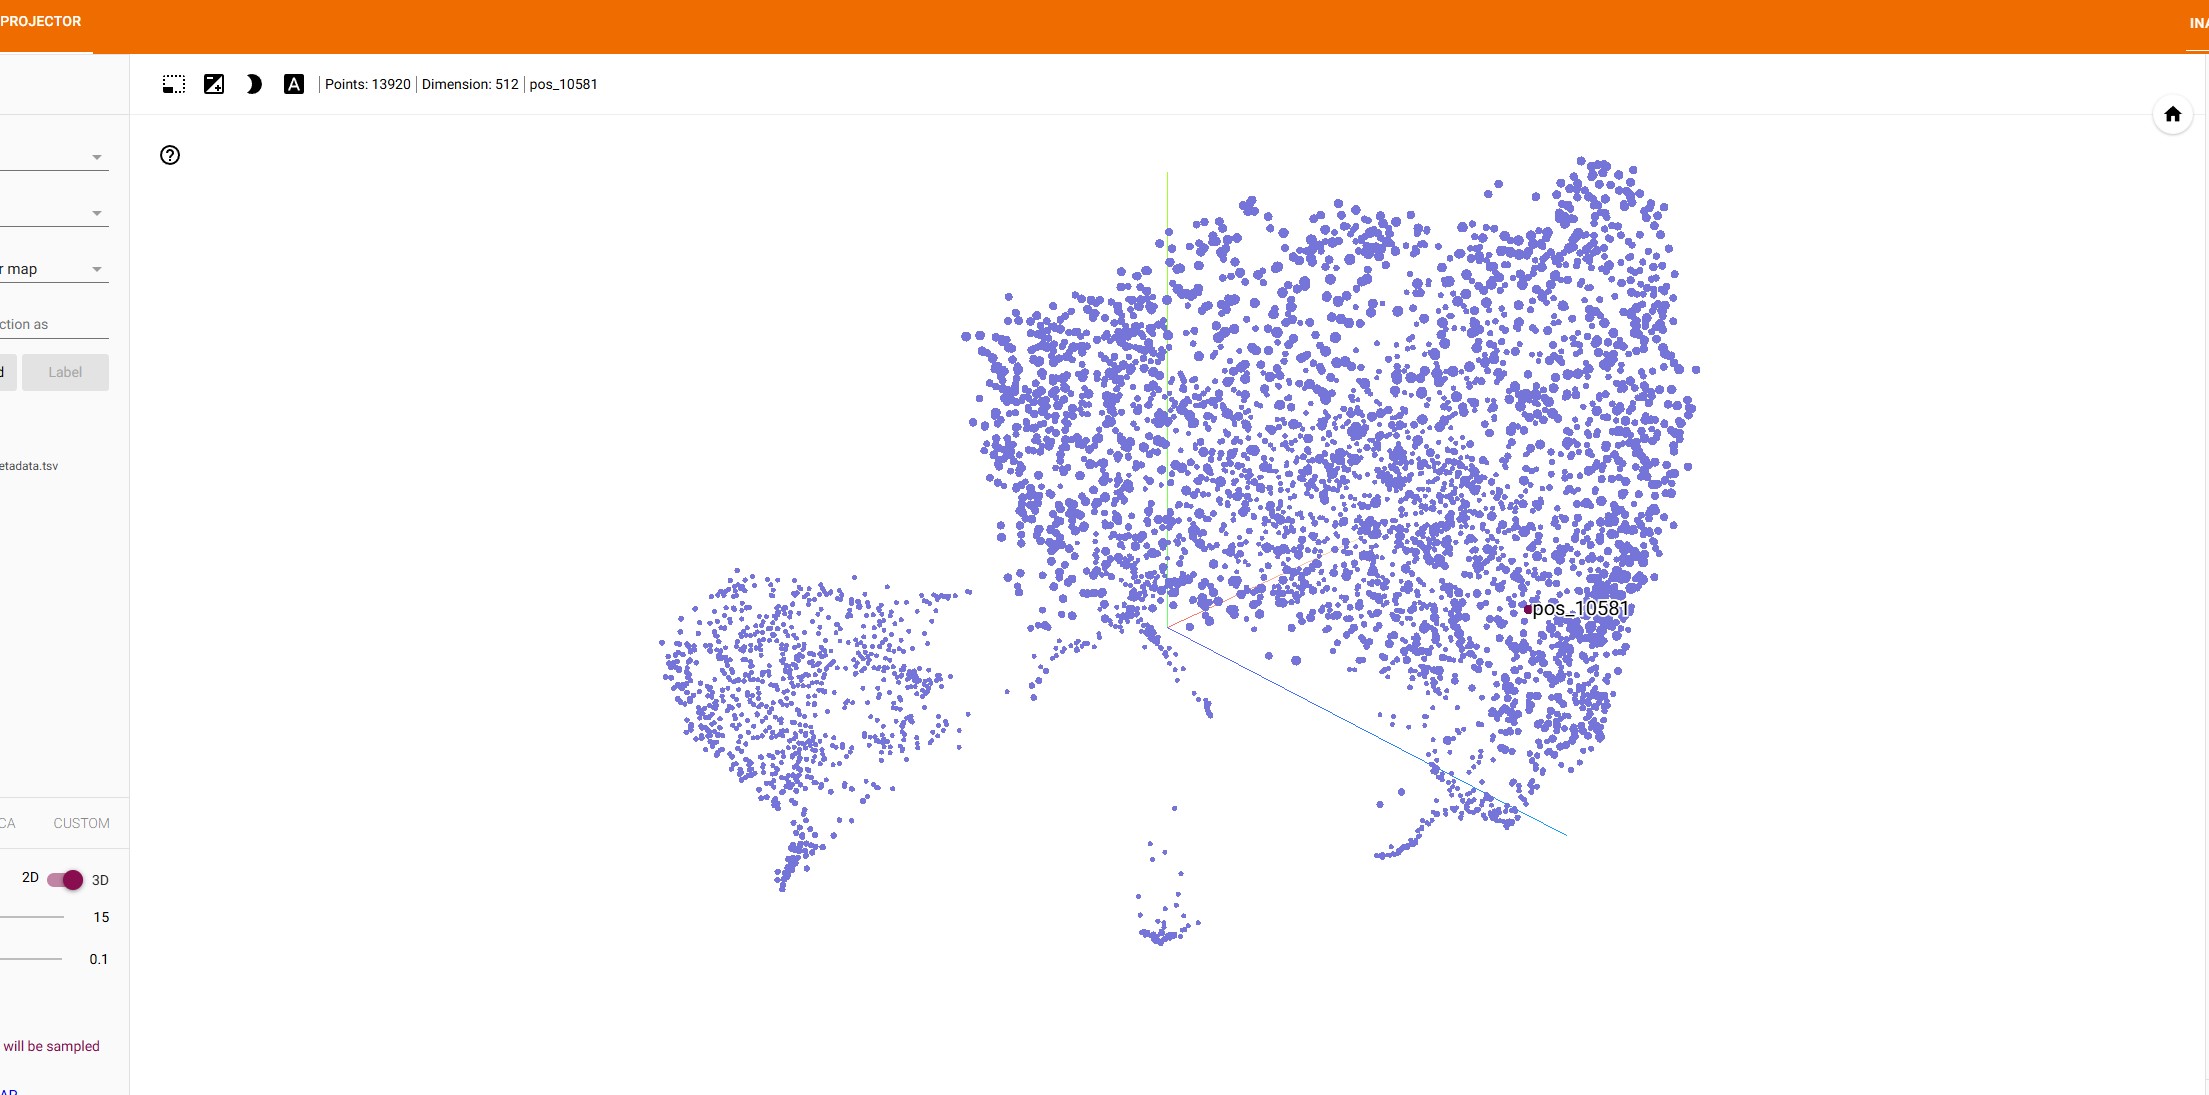 PROJECTOR
INA
Points: 13920 | Dimension: 512 | pos_10581
r map
ction as
d Label
etadata.tsv
pos_10581
CA CUSTOM
2D 3D
15
0.1
will be sampled
AP